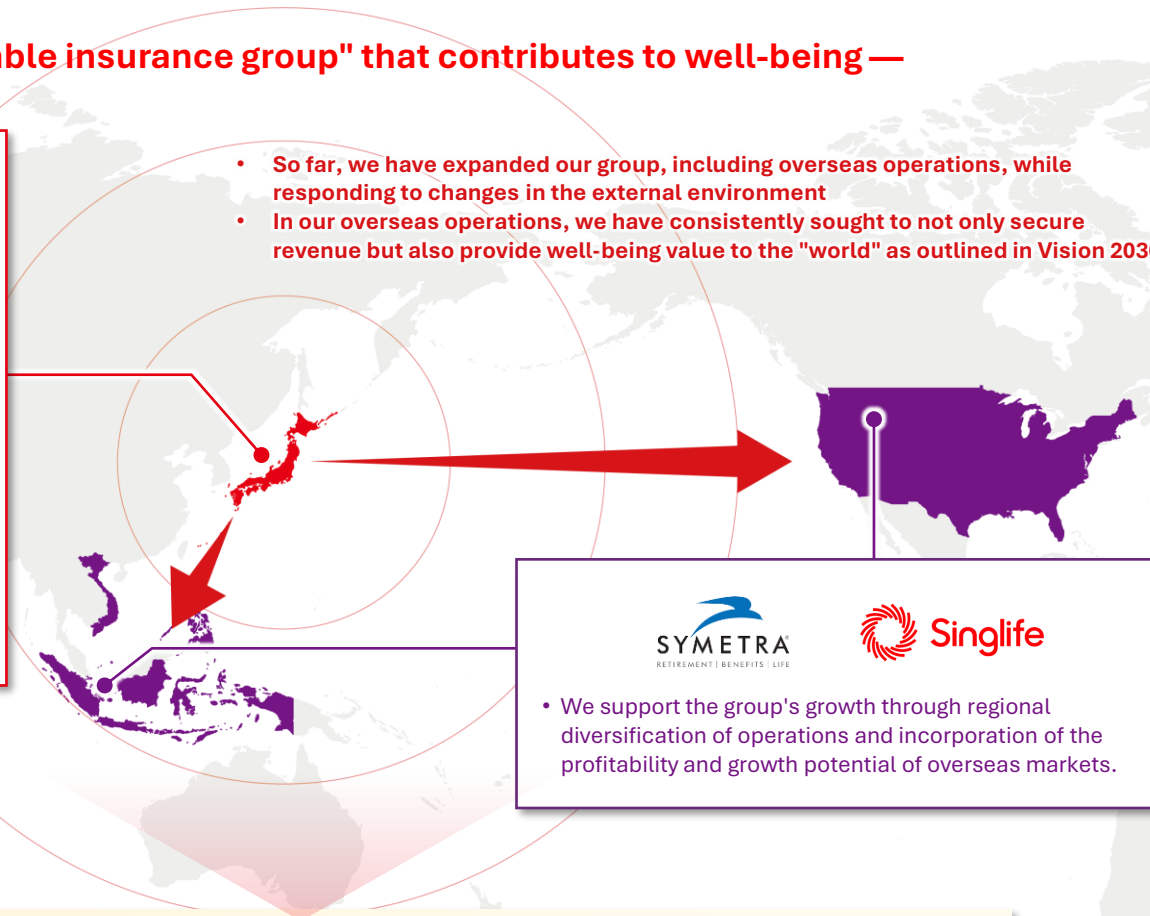 able insurance group" that contributes to well-being —
• So far, we have expanded our group, including overseas operations, while
responding to changes in the external environment
• In our overseas operations, we have consistently sought to not only secure
revenue but also provide well-being value to the "world" as outlined in Vision 2030
SYMETRA®
RETIREMENT | BENEFITS | LIFE
Singlife
• We support the group's growth through regional
diversification of operations and incorporation of the
profitability and growth potential of overseas markets.